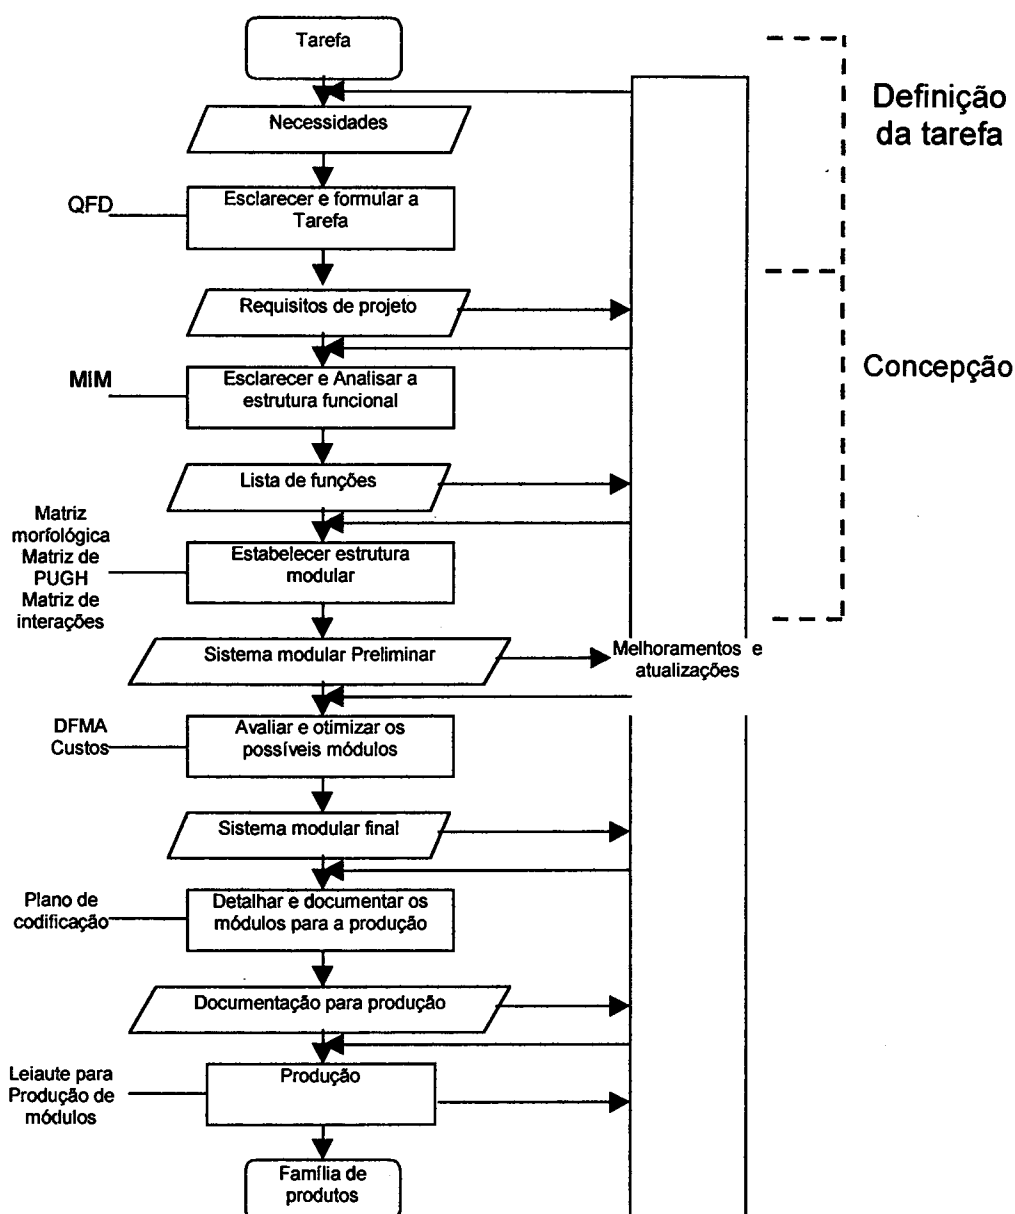 Tarefa
Definição
da tarefa
Necessidades
QFD
Esclarecer e formular a
Tarefa
Requisitos de projeto
Concepção
MIM
Esclarecer e Analisar a
estrutura funcional
Lista de funções
Matriz
morfológica
Matriz de
PUGH
Matriz de
interações
Estabelecer estrutura
modular
Sistema modular Preliminar
Melhoramentos e
atualizações
DFMA
Custos
Avaliar e otimizar os
possíveis módulos
Sistema modular final
Plano de
codificação
Detalhar e documentar os
módulos para a produção
Documentação para produção
Leiaute para
Produção de
módulos
Produção
Família de
produtos